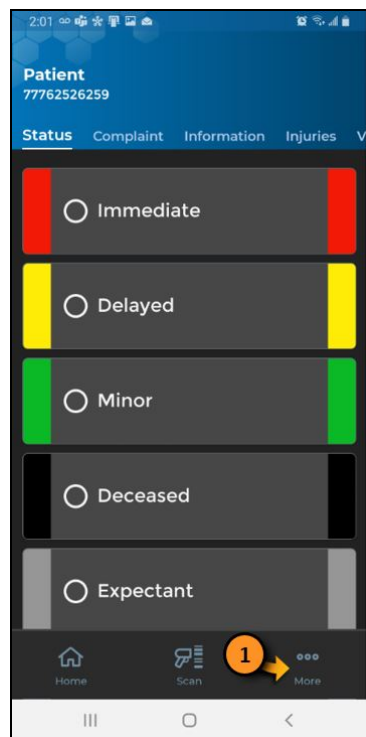 2:01
Patient
77762526259
Status Complaint Information Injuries V
Immediate
Delayed
Minor
Deceased
Expectant
1
Home Scan More